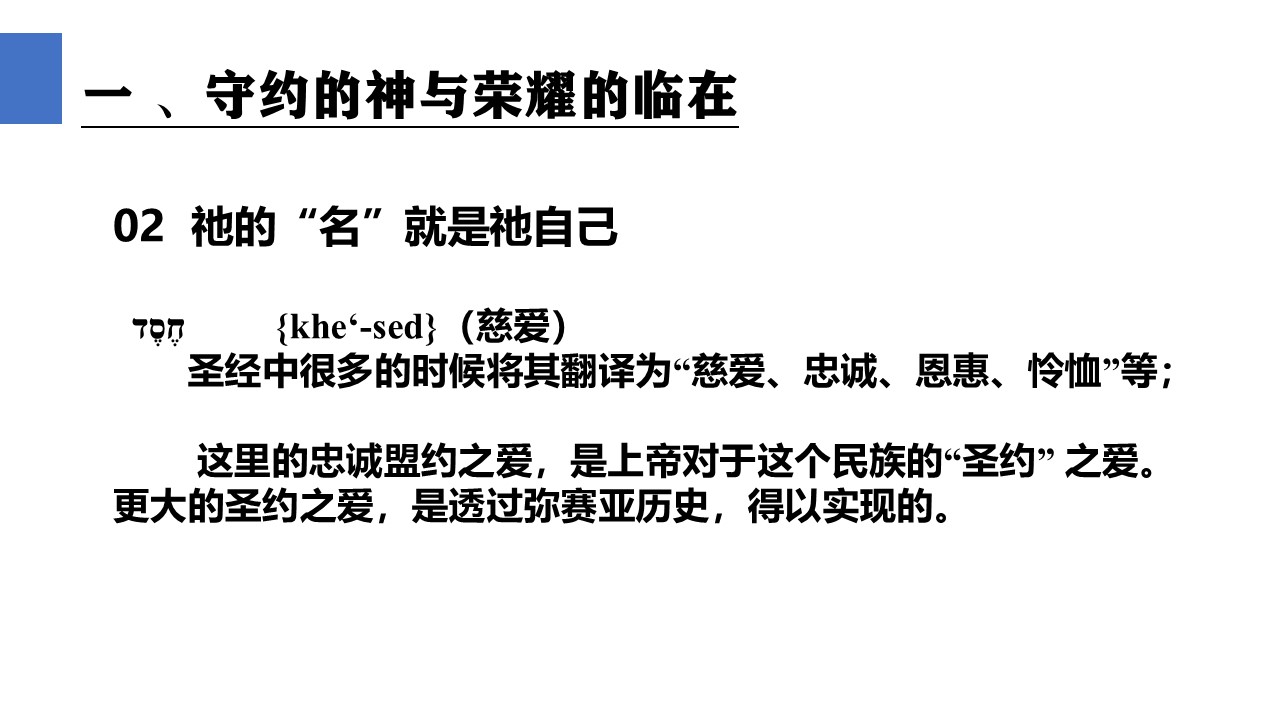 一 、守约的神与荣耀的临在
02 祂的“名”就是祂自己
חֶסֶד {khe‘-sed}（慈爱）
圣经中很多的时候将其翻译为“慈爱、忠诚、恩惠、怜恤”等；
这里的忠诚盟约之爱，是上帝对于这个民族的“圣约” 之爱。
更大的圣约之爱，是透过弥赛亚历史，得以实现的。